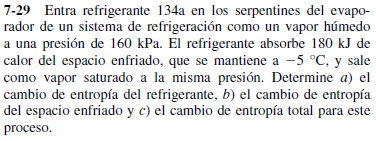 7-29 Entra refrigerante 134a en los serpentines del evapo-
rador de un sistema de refrigeración como un vapor húmedo
a una presión de 160 kPa. El refrigerante absorbe 180 kJ de
calor del espacio enfriado, que se mantiene a −5 °C, y sale
como vapor saturado a la misma presión. Determine a) el
cambio de entropía del refrigerante, b) el cambio de entropía
del espacio enfriado y c) el cambio de entropía total para este
proceso.